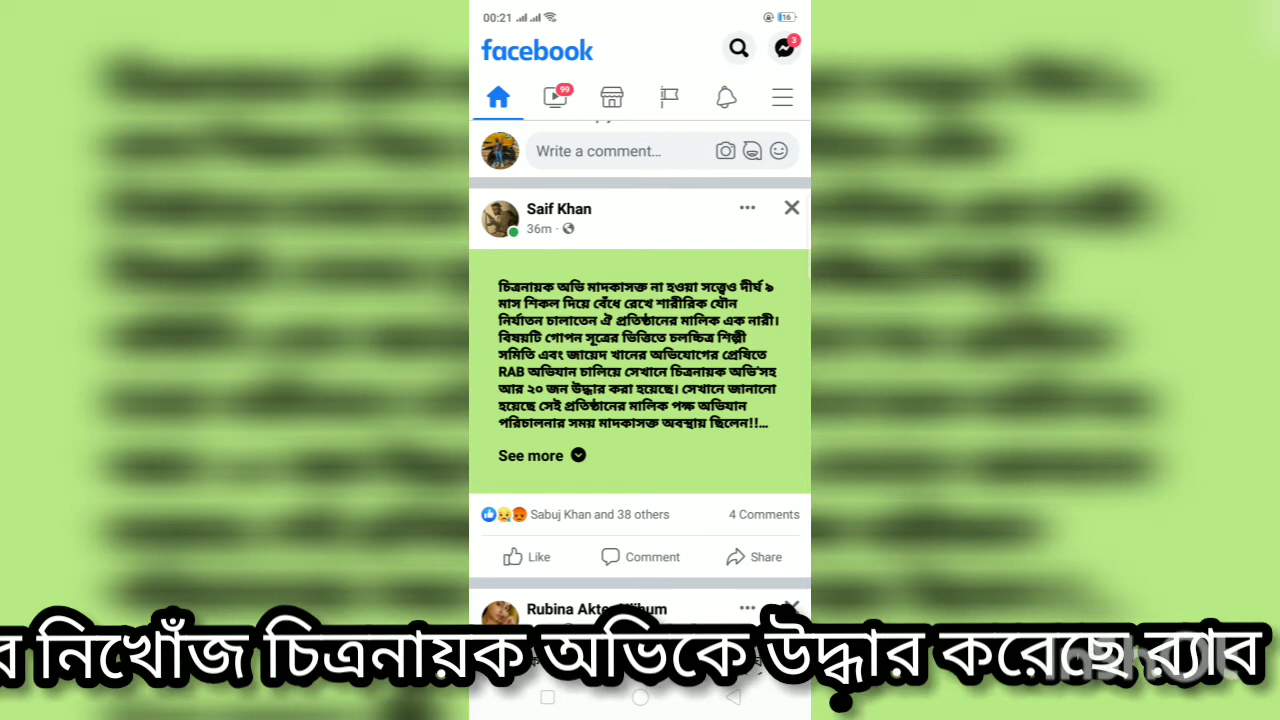 00:21
16
facebook
3
99
Write a comment...
Saif Khan
36m
চিত্রনায়ক অভি মাদকাসক্ত না হওয়া সত্ত্বেও দীর্ঘ ৯
মাস শিকল দিয়ে বেঁধে রেখে শারীরিক যৌন
নির্যাতন চালাতেন ঐ প্রতিষ্ঠানের মালিক এক নারী।
বিষয়টি গোপন সূত্রের ভিত্তিতে চলচ্চিত্র শিল্পী
সমিতি এবং জায়েদ খানের অভিযোগের প্রেষিতে
RAB অভিযান চালিয়ে সেখানে চিত্রনায়ক অভি'সহ
আর ২০ জন উদ্ধার করা হয়েছে। সেখানে জানানো
হয়েছে সেই প্রতিষ্ঠানের মালিক পক্ষ অভিযান
পরিচালনার সময় মাদকাসক্ত অবস্থায় ছিলেন!!...
See more
Sabuj Khan and 38 others
4 Comments
Like
Comment
Share
Rubina
র নিখোঁজ চিত্রনায়ক অভিকে উদ্ধার করেছে র‍্যাব